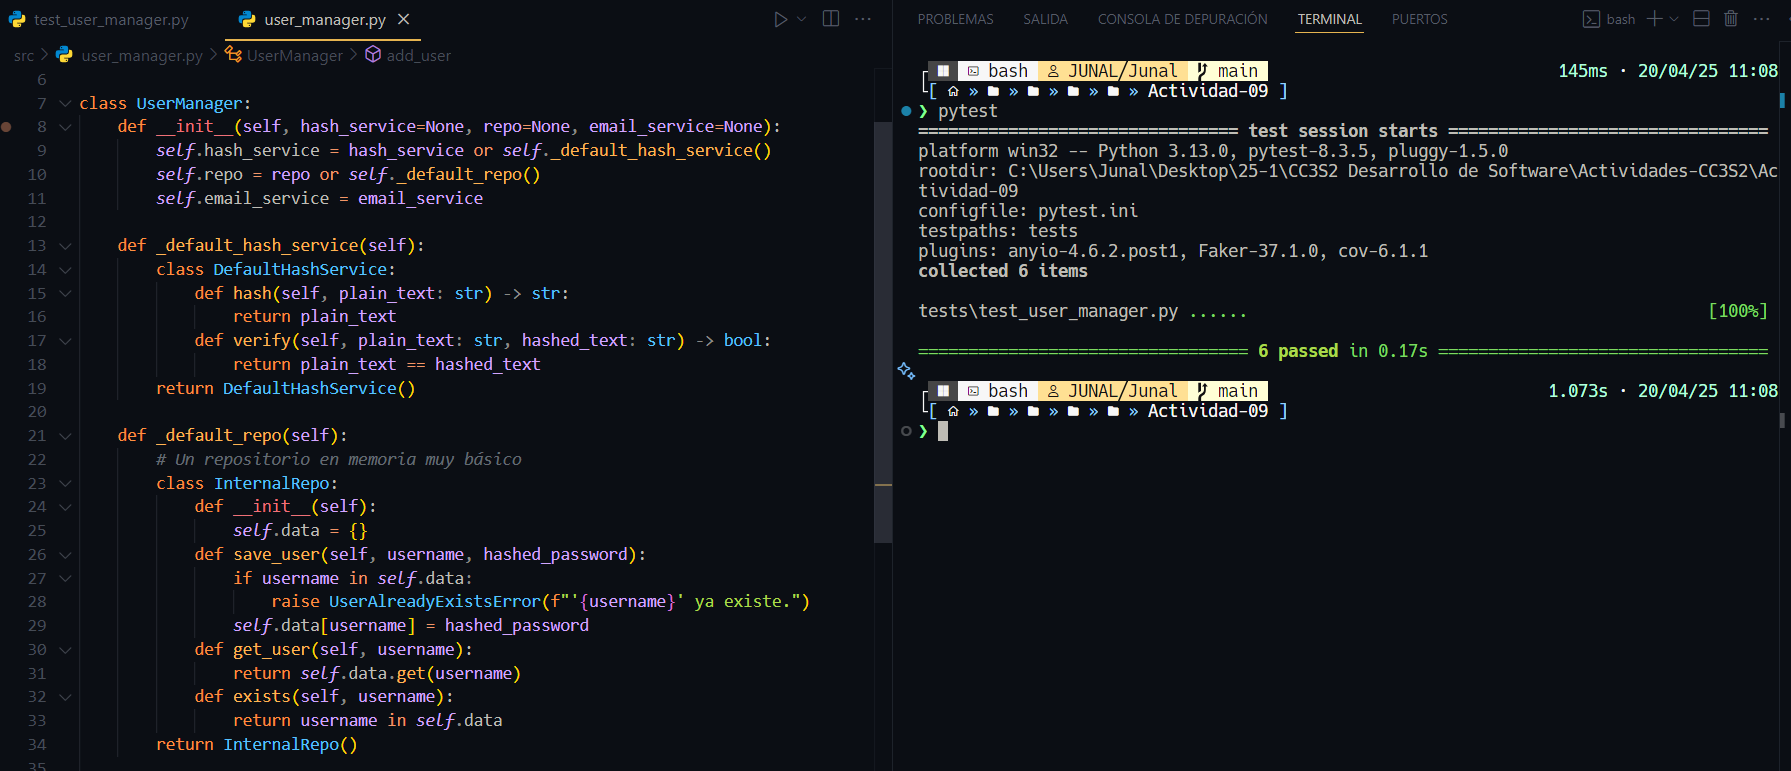 test_user_manager.py
user_manager.py
src > user_manager.py > UserManager > add_user
6
7 class UserManager:
8 def __init__(self, hash_service=None, repo=None, email_service=None):
9 self.hash_service = hash_service or self._default_hash_service()
10 self.repo = repo or self._default_repo()
11 self.email_service = email_service
12
13 def _default_hash_service(self):
14 class DefaultHashService:
15 def hash(self, plain_text: str) -> str:
16 return plain_text
17 def verify(self, plain_text: str, hashed_text: str) -> bool:
18 return plain_text == hashed_text
19 return DefaultHashService()
20
21 def _default_repo(self):
22 # Un repositorio en memoria muy básico
23 class InternalRepo:
24 def __init__(self):
25 self.data = {}
26 def save_user(self, username, hashed_password):
27 if username in self.data:
28 raise UserAlreadyExistsError(f"'{username}' ya existe.")
29 self.data[username] = hashed_password
30 def get_user(self, username):
31 return self.data.get(username)
32 def exists(self, username):
33 return username in self.data
34 return InternalRepo()
35
PROBLEMAS SALIDA CONSOLA DE DEPURACIÓN TERMINAL PUERTOS bash
bash JUNAL/Junal main 145ms · 20/04/25 11:08
[ » » » » » Actividad-09 ]
❯ pytest
================================ test session starts ================================
platform win32 -- Python 3.13.0, pytest-8.3.5, pluggy-1.5.0
rootdir: C:\Users\Junal\Desktop\25-1\CC3S2 Desarrollo de Software\Actividades-CC3S2\Ac
tividad-09
configfile: pytest.ini
testpaths: tests
plugins: anyio-4.6.2.post1, Faker-37.1.0, cov-6.1.1
collected 6 items
tests\test_user_manager.py ...... [100%]
================================= 6 passed in 0.17s =================================
bash JUNAL/Junal main 1.073s · 20/04/25 11:08
[ » » » » » Actividad-09 ]
❯